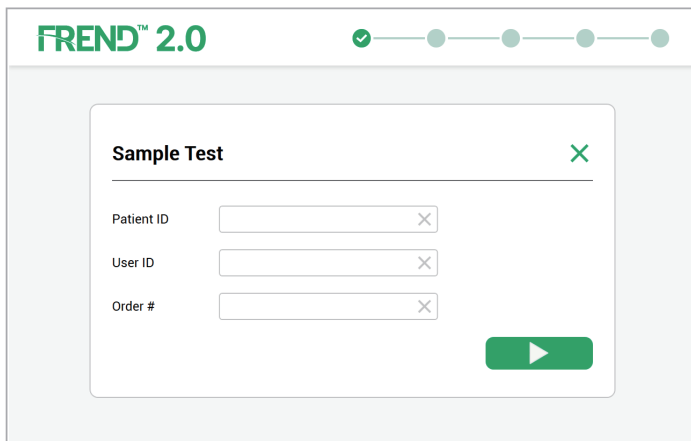 FREND™ 2.0
Sample Test
Patient ID
User ID
Order #